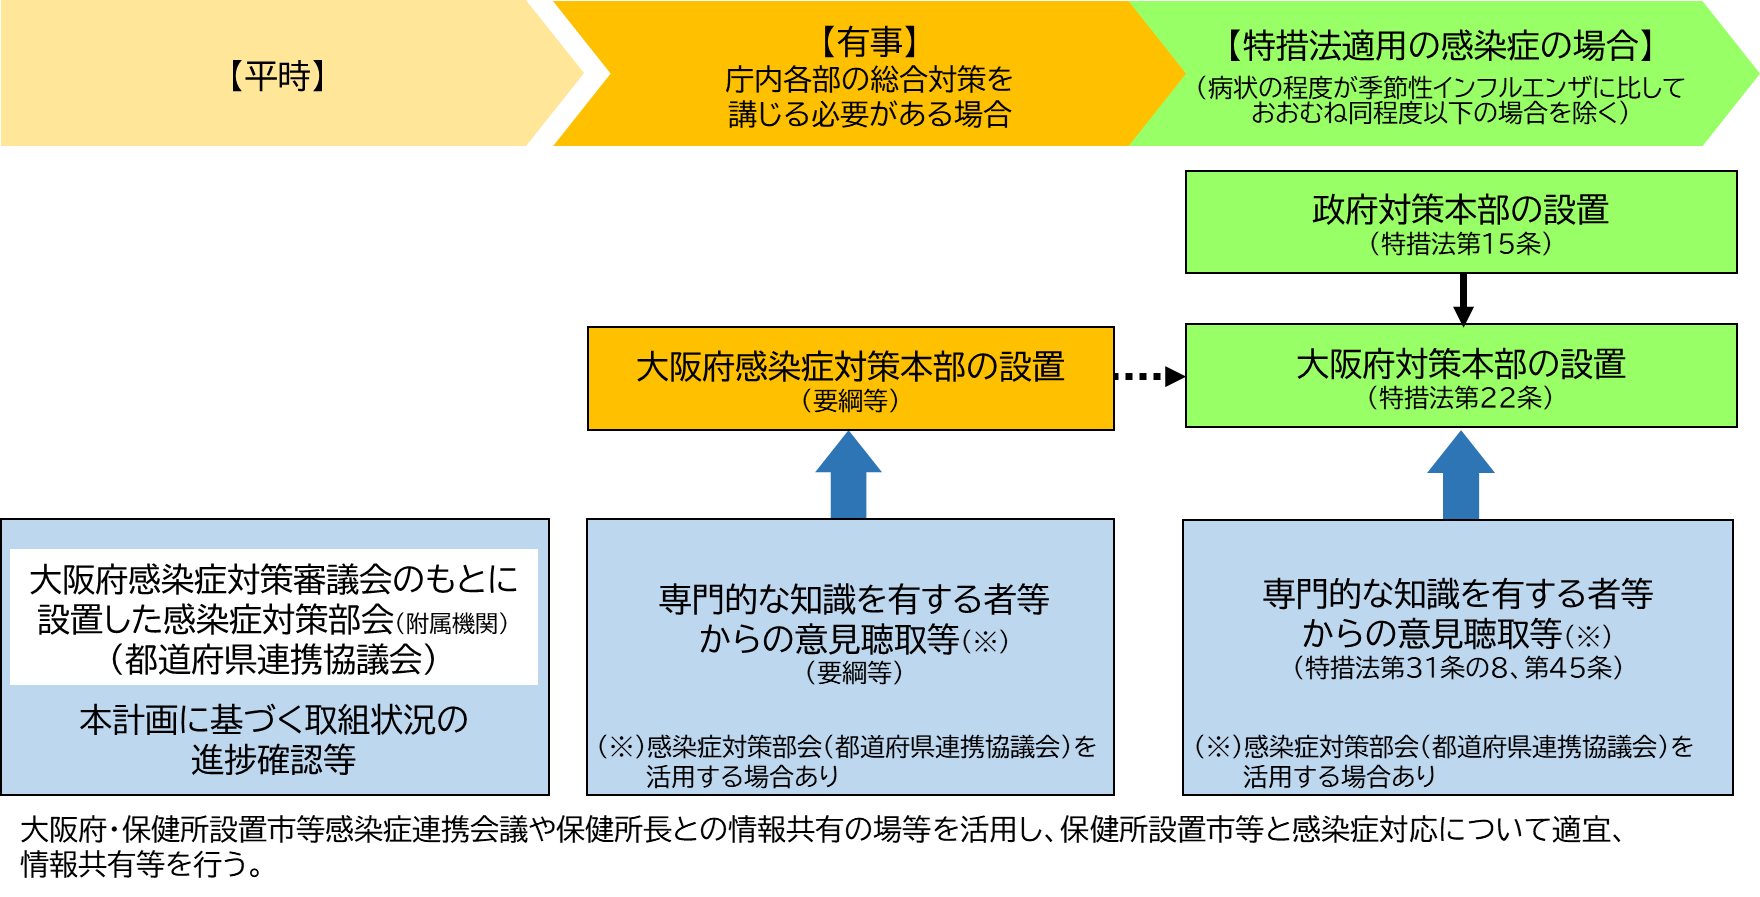 【平時】
【有事】
庁内各部の総合対策を
講じる必要がある場合
【特措法適用の感染症の場合】
（病状の程度が季節性インフルエンザに比して
おおむね同程度以下の場合を除く）
政府対策本部の設置
（特措法第15条）
大阪府感染症対策本部の設置
（要綱等）
大阪府対策本部の設置
（特措法第22条）
大阪府感染症対策審議会のもとに
設置した感染症対策部会（附属機関）
（都道府県連携協議会）
本計画に基づく取組状況の
進捗確認等
専門的な知識を有する者等
からの意見聴取等（※）
（要綱等）
（※）感染症対策部会（都道府県連携協議会）を
活用する場合あり
専門的な知識を有する者等
からの意見聴取等（※）
（特措法第31条の8、第45条）
（※）感染症対策部会（都道府県連携協議会）を
活用する場合あり
大阪府・保健所設置市等感染症連携会議や保健所長との情報共有の場等を活用し、保健所設置市等と感染症対応について適宜、
情報共有等を行う。